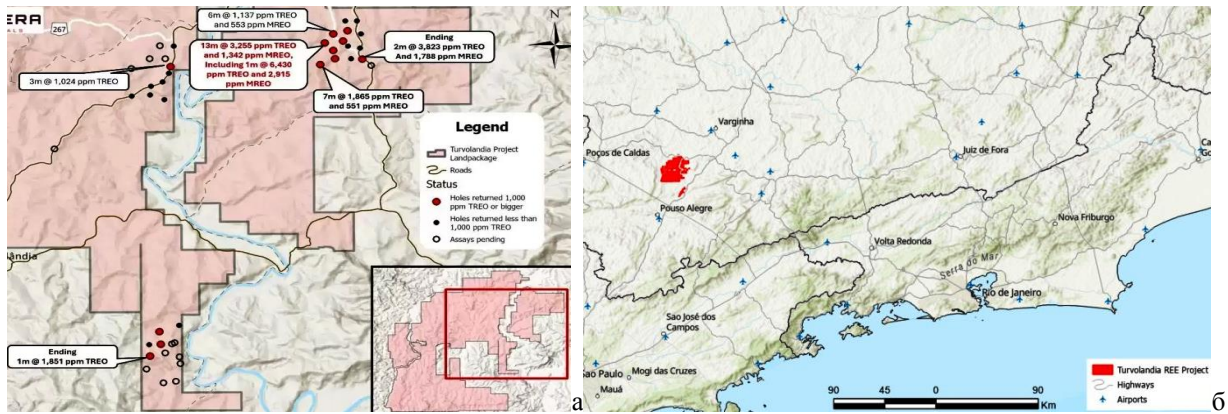 ERA
ALS
267
N
6m @ 1,137 ppm TREO
and 553 ppm MREO
13m @ 3,255 ppm TREO
and 1,342 ppm MREO,
Including 1m @ 6,430
ppm TREO and 2,915
ppm MREO
Ending
2m @ 3,823 ppm TREO
And 1,788 ppm MREO
3m @ 1,024 ppm TREO
7m @ 1,865 ppm TREO
and 551 ppm MREO
Legend
Turvolandia Project
Landpackage
Roads
Status
Holes returned 1,000
ppm TREO or bigger
Holes returned less than
1,000 ppm TREO
Assays pending
lândia
Ending
1m @ 1,851 ppm TREO
а
Varginha
Poços de Caldas
Juiz de Fora
Ca
Go
Pouso Alegre
Nova Friburgo
Volta Redonda
Serra do Mar
Rio de Janeiro
Sao José dos
Campos
Sao Paulo
Mogi das Cruzes
Mauá
90 45 0 90
Km
Turvolandia REE Project
Highways
Airports
б